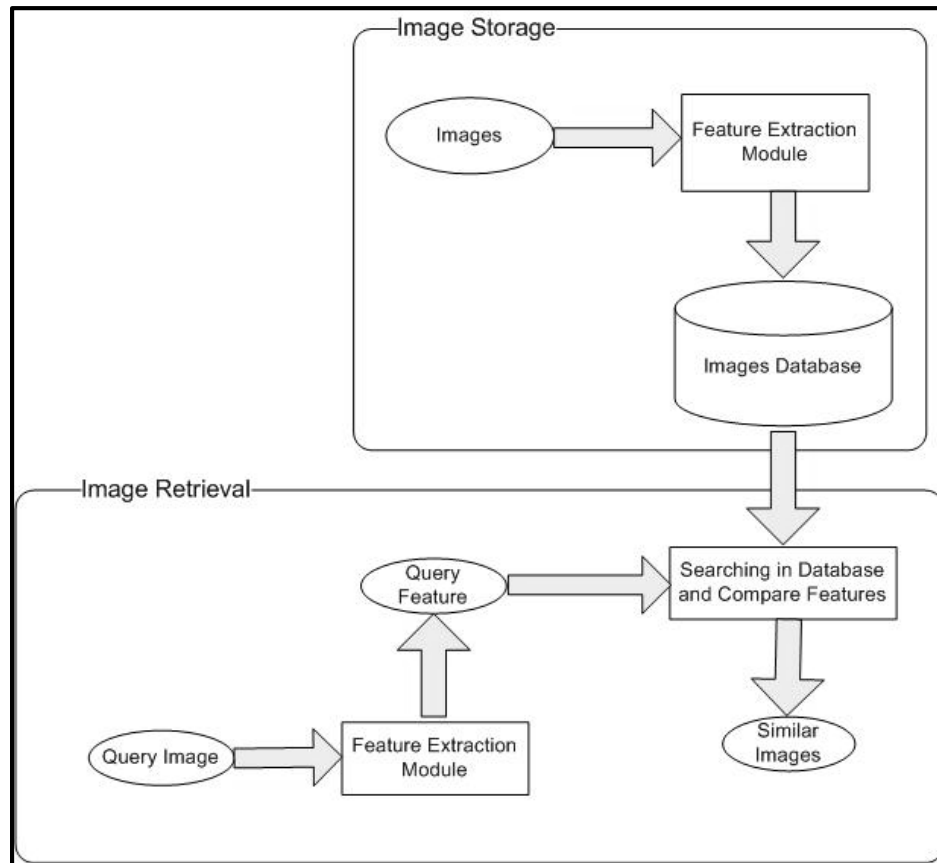 Image Storage
Images
Feature Extraction
Module
Images Database
Image Retrieval
Query
Feature
Searching in Database
and Compare Features
Query Image
Feature Extraction
Module
Similar
Images